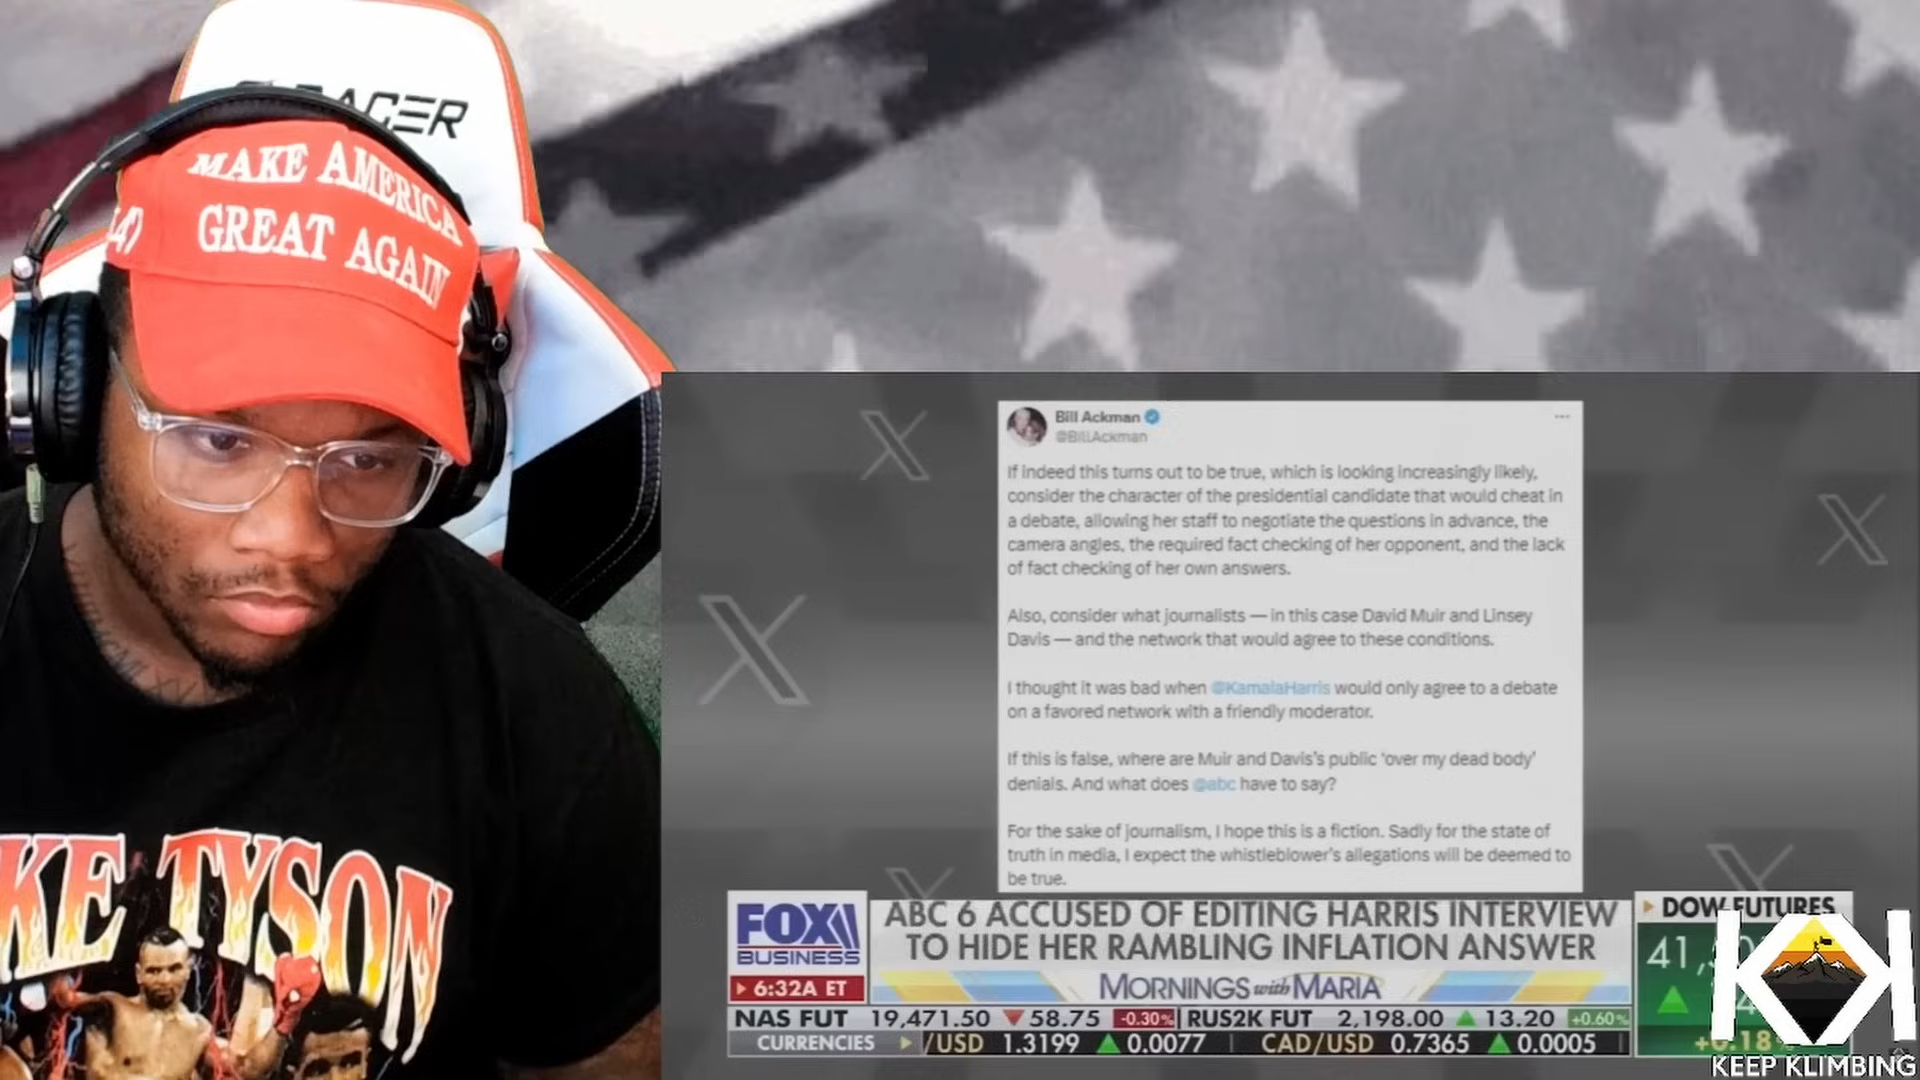 RACER
MAKE AMERICA
GREAT AGAIN
KE TYSON
Bill Ackman
@BillAckman
If indeed this turns out to be true, which is looking increasingly likely,
consider the character of the presidential candidate that would cheat in
a debate, allowing her staff to negotiate the questions in advance, the
camera angles, the required fact checking of her opponent, and the lack
of fact checking of her own answers.
Also, consider what journalists — in this case David Muir and Linsey
Davis — and the network that would agree to these conditions.
I thought it was bad when @KamalaHarris would only agree to a debate
on a favored network with a friendly moderator.
If this is false, where are Muir and Davis's public 'over my dead body'
denials. And what does @abc have to say?
For the sake of journalism, I hope this is a fiction. Sadly for the state of
truth in media, I expect the whistleblower's allegations will be deemed to
be true.
FOX
BUSINESS
6:32A ET
ABC 6 ACCUSED OF EDITING HARRIS INTERVIEW
TO HIDE HER RAMBLING INFLATION ANSWER
MORNINGS with MARIA
DOW FUTURES
41,
NAS FUT 19,471.50 58.75 -0.30% RUS2K FUT 2,198.00 13.20 +0.60%
CURRENCIES /USD 1.3199 0.0077 CAD/USD 0.7365 0.0005
KEEP KLIMBING